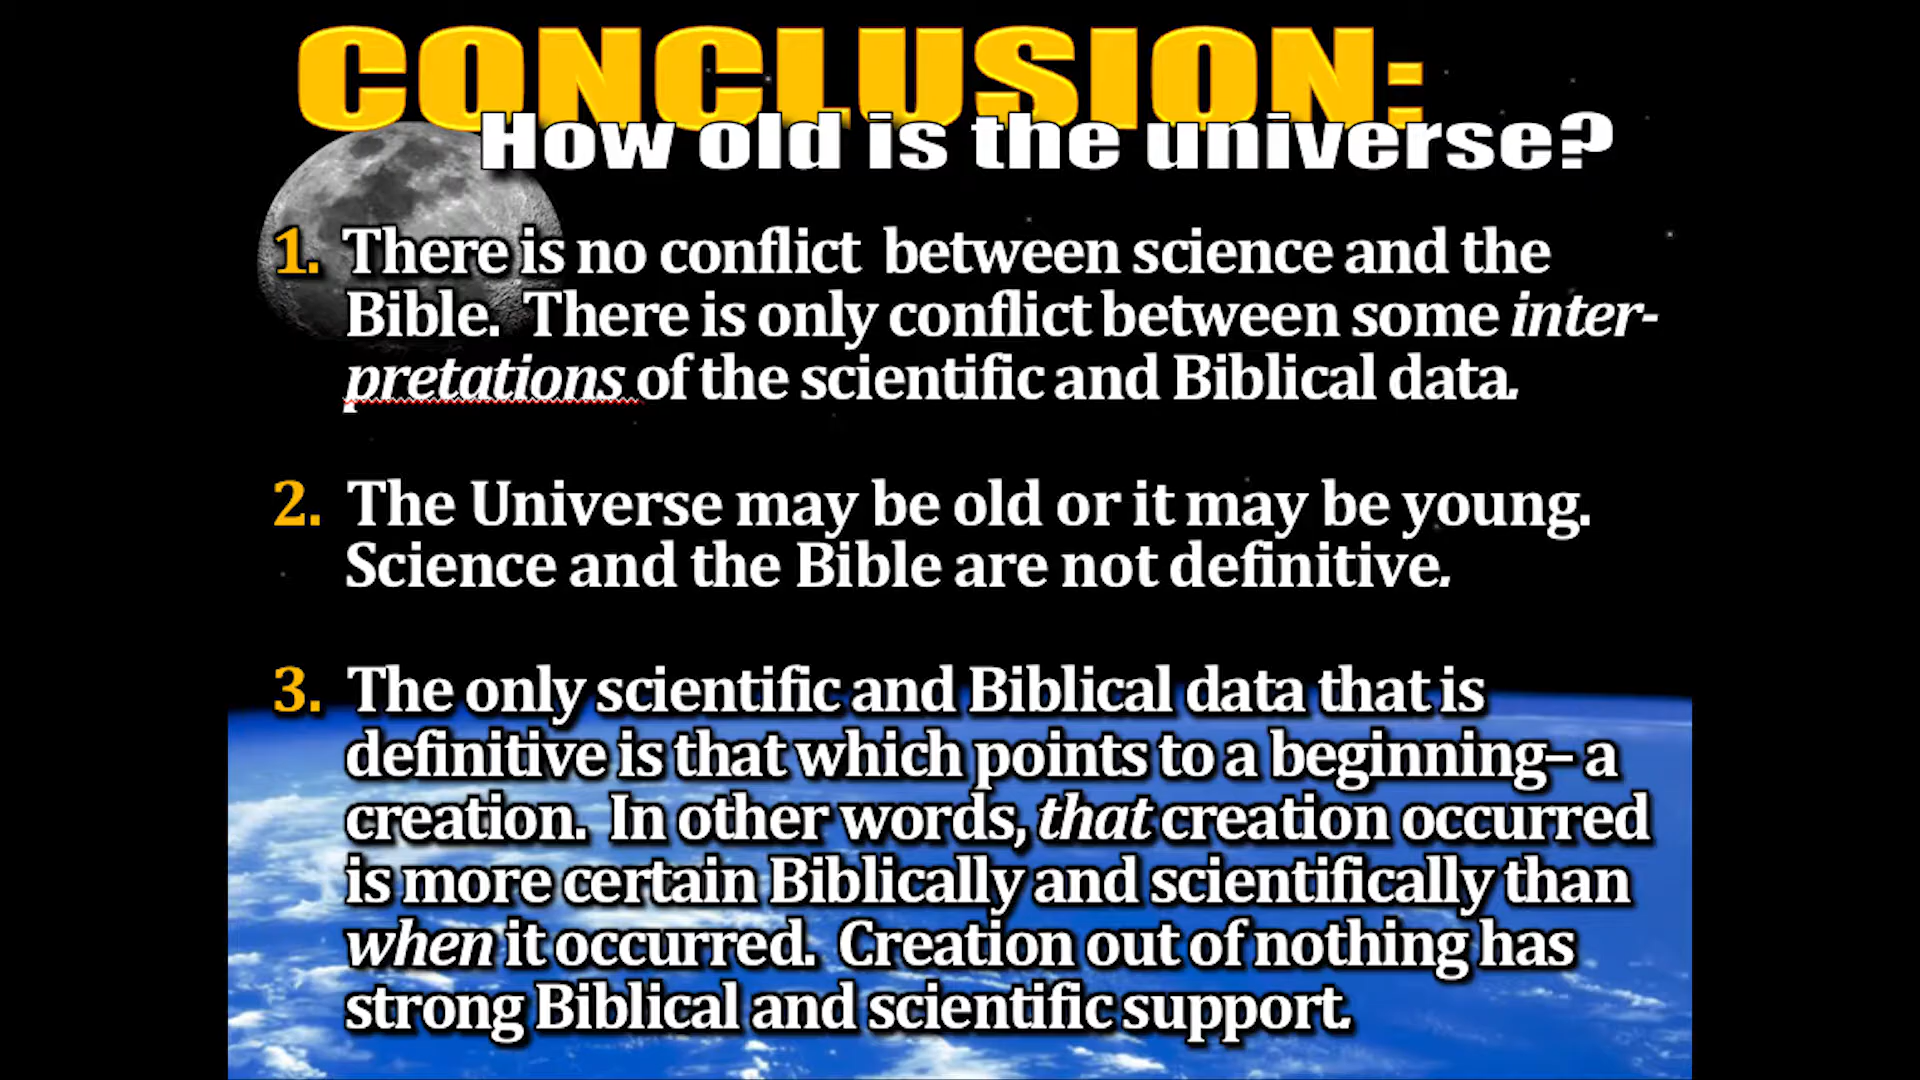 CONCLUSION:
How old is the universe?
1. There is no conflict between science and the
Bible. There is only conflict between some inter-
pretations of the scientific and Biblical data.
2. The Universe may be old or it may be young.
Science and the Bible are not definitive.
3. The only scientific and Biblical data that is
definitive is that which points to a beginning– a
creation. In other words, that creation occurred
is more certain Biblically and scientifically than
when it occurred. Creation out of nothing has
strong Biblical and scientific support.